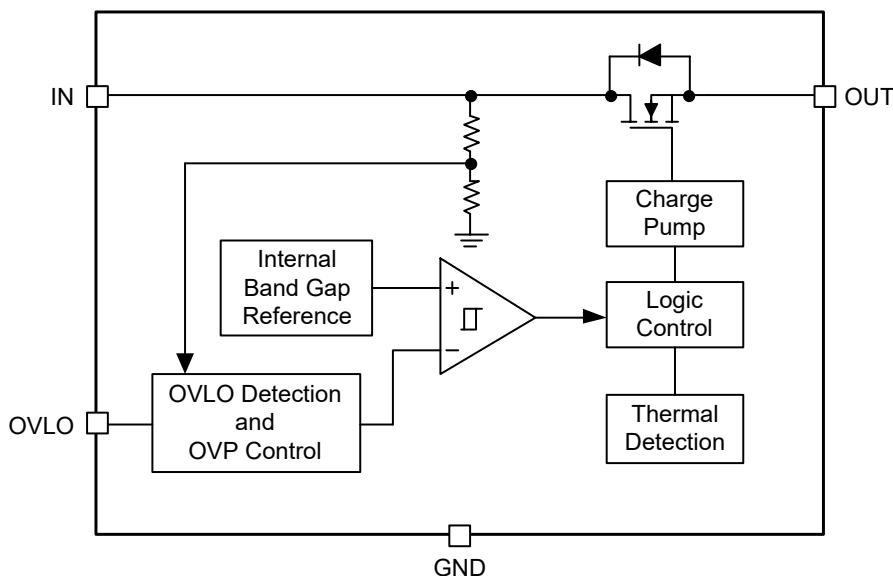 IN
OUT
Charge
Pump
Internal
Band Gap
Reference
+
−
Logic
Control
OVLO
OVLO Detection
and
OVP Control
Thermal
Detection
GND